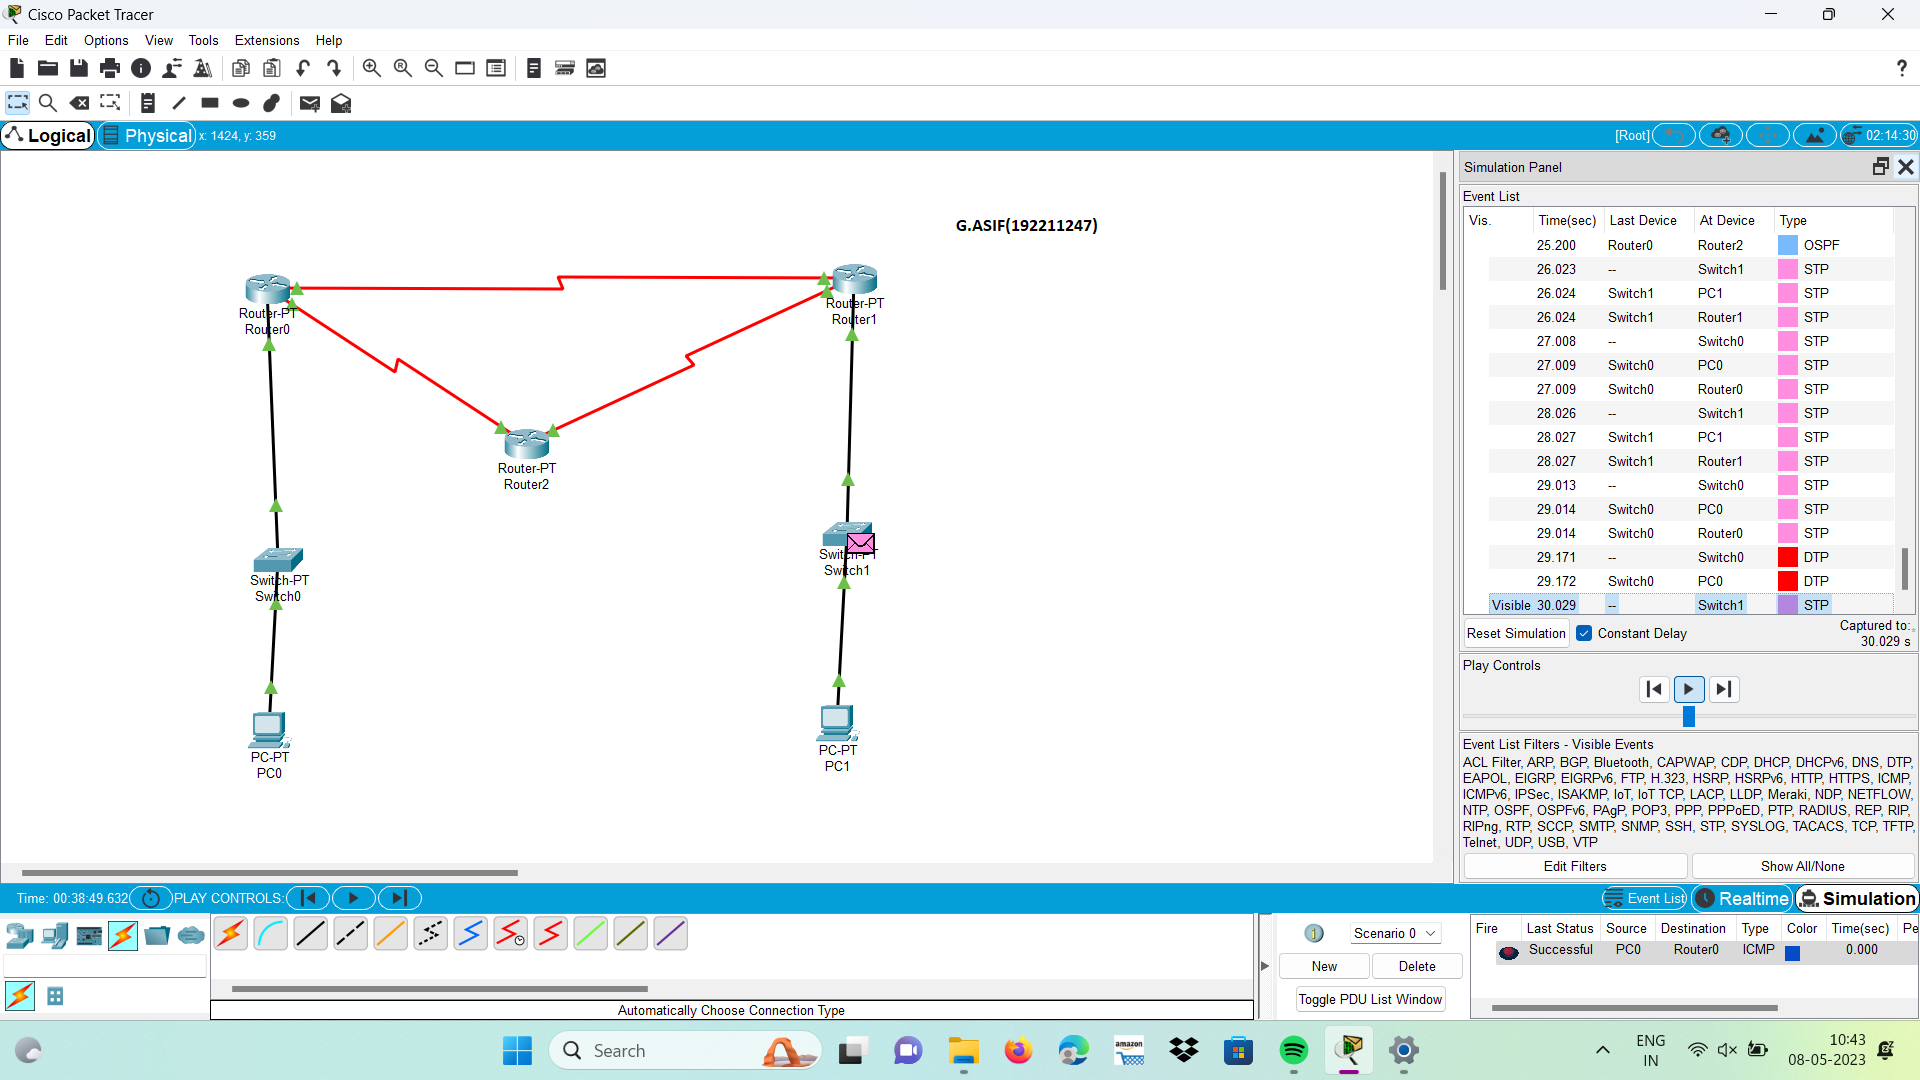 Cisco Packet Tracer
File Edit Options View Tools Extensions Help
?
Logical Physical x: 1424, y: 359 [Root] 02:14:30
G.ASIF(192211247)
Router-PT
Router0
Router-PT
Router1
Router-PT
Router2
Switch-PT
Switch0
Switch-PT
Switch1
PC-PT
PC0
PC-PT
PC1
Simulation Panel
Event List
Vis. Time(sec) Last Device At Device Type
25.200 Router0 Router2 OSPF
26.023 -- Switch1 STP
26.024 Switch1 PC1 STP
26.024 Switch1 Router1 STP
27.008 -- Switch0 STP
27.009 Switch0 PC0 STP
27.009 Switch0 Router0 STP
28.026 -- Switch1 STP
28.027 Switch1 PC1 STP
28.027 Switch1 Router1 STP
29.013 -- Switch0 STP
29.014 Switch0 PC0 STP
29.014 Switch0 Router0 STP
29.171 -- Switch0 DTP
29.172 Switch0 PC0 DTP
Visible 30.029 -- Switch1 STP
Reset Simulation Constant Delay Captured to:
30.029 s
Play Controls
Event List Filters - Visible Events
ACL Filter, ARP, BGP, Bluetooth, CAPWAP, CDP, DHCP, DHCPv6, DNS, DTP,
EAPOL, EIGRP, EIGRPv6, FTP, H.323, HSRP, HSRPv6, HTTP, HTTPS, ICMP,
ICMPv6, IPSec, ISAKMP, IoT, IoT TCP, LACP, LLDP, Meraki, NDP, NETFLOW,
NTP, OSPF, OSPFv6, PAgP, POP3, PPP, PPPoED, PTP, RADIUS, REP, RIP,
RIPng, RTP, SCCP, SMTP, SNMP, SSH, STP, SYSLOG, TACACS, TCP, TFTP,
Telnet, UDP, USB, VTP
Edit Filters Show All/None
Time: 00:38:49.632 PLAY CONTROLS: Event List Realtime Simulation
Scenario 0
New Delete
Toggle PDU List Window
Fire Last Status Source Destination Type Color Time(sec) Pe
Successful PC0 Router0 ICMP 0.000
Automatically Choose Connection Type
Search
amazon
ENG
IN
10:43
08-05-2023